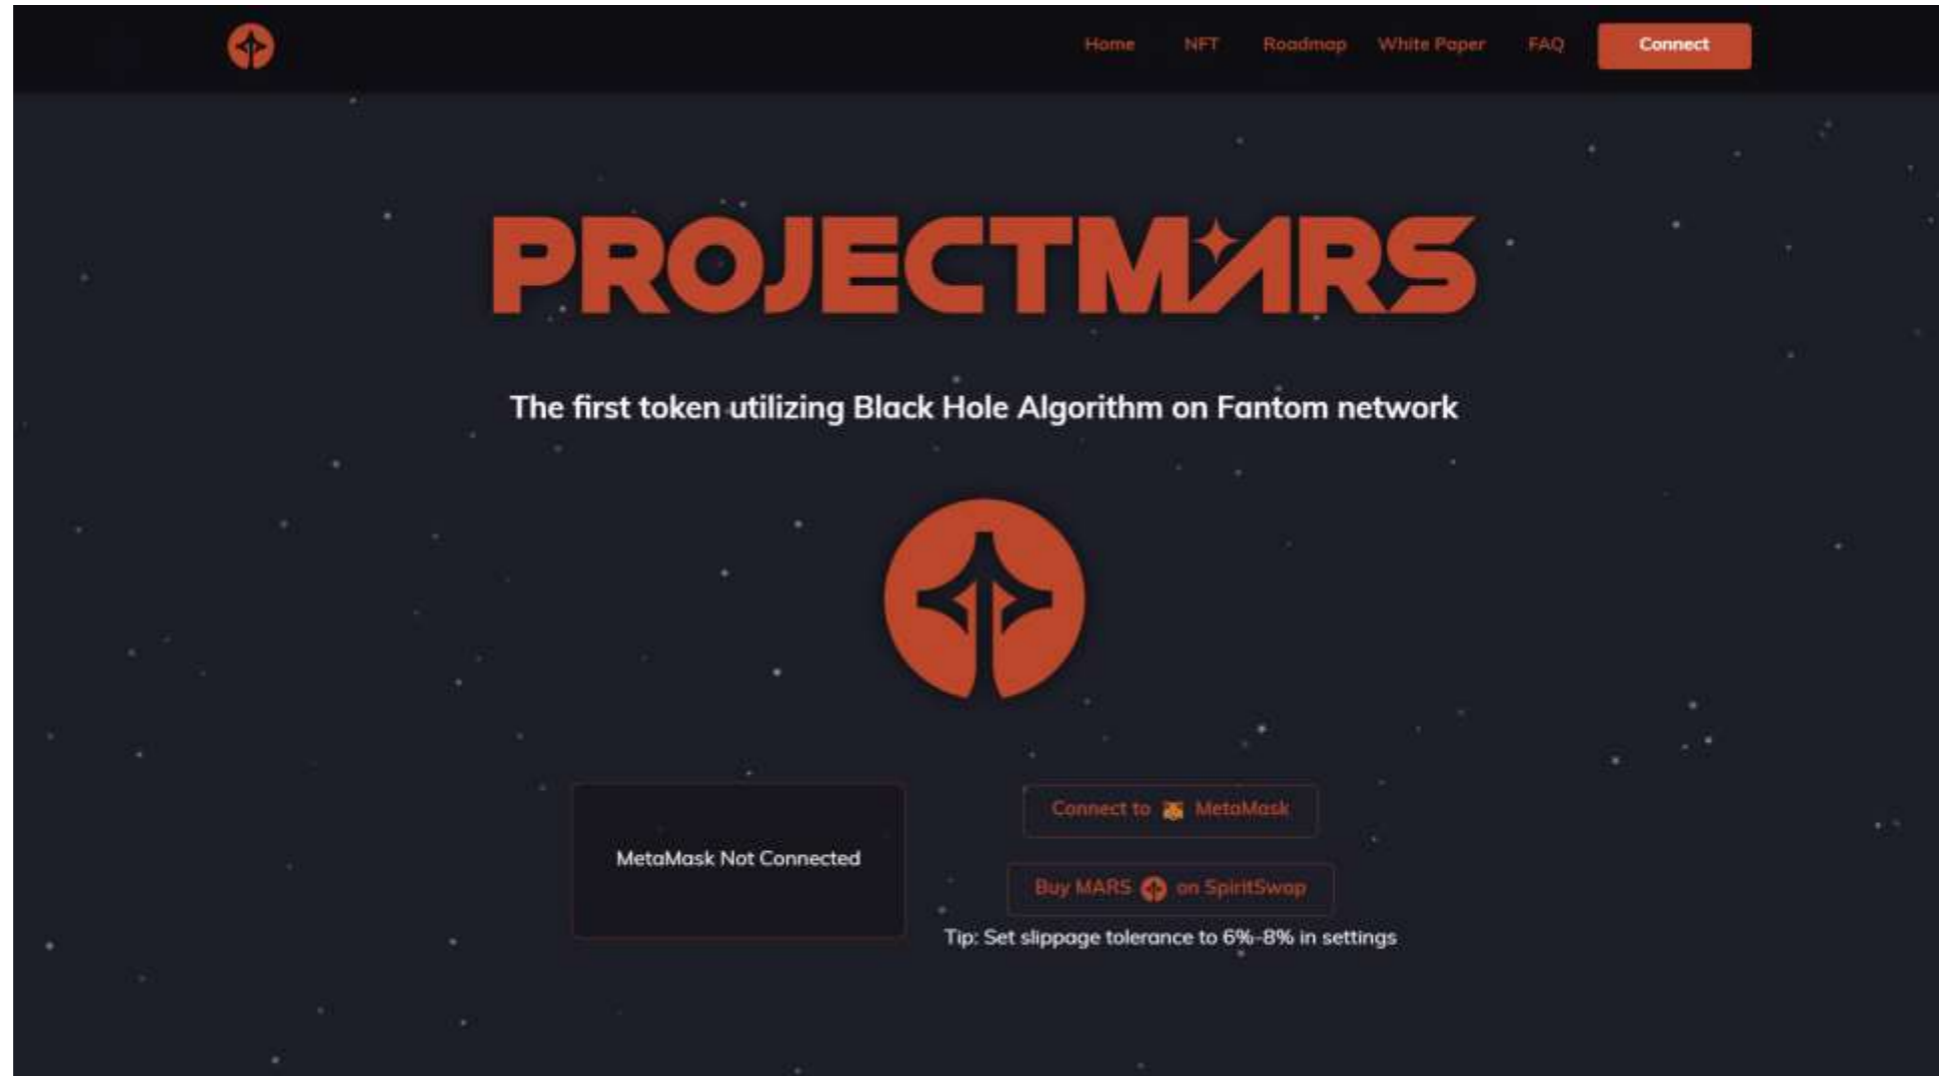 Home NFT Roadmap White Paper FAQ Connect
PROJECTMARS
The first token utilizing Black Hole Algorithm on Fantom network
MetaMask Not Connected
Connect to MetaMask
Buy MARS on SpiritSwap
Tip: Set slippage tolerance to 6%-8% in settings